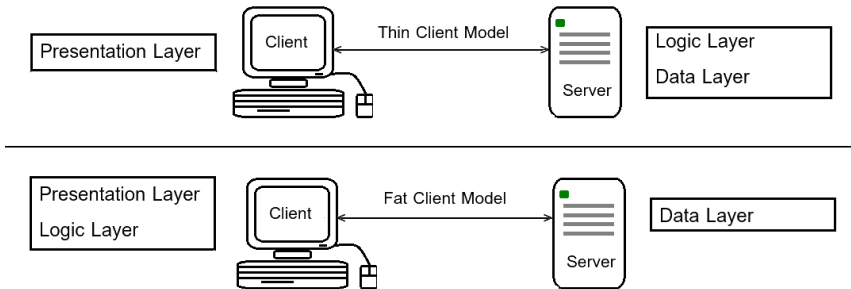 Presentation Layer
Client
Thin Client Model
Server
Logic Layer
Data Layer
Presentation Layer
Logic Layer
Client
Fat Client Model
Server
Data Layer